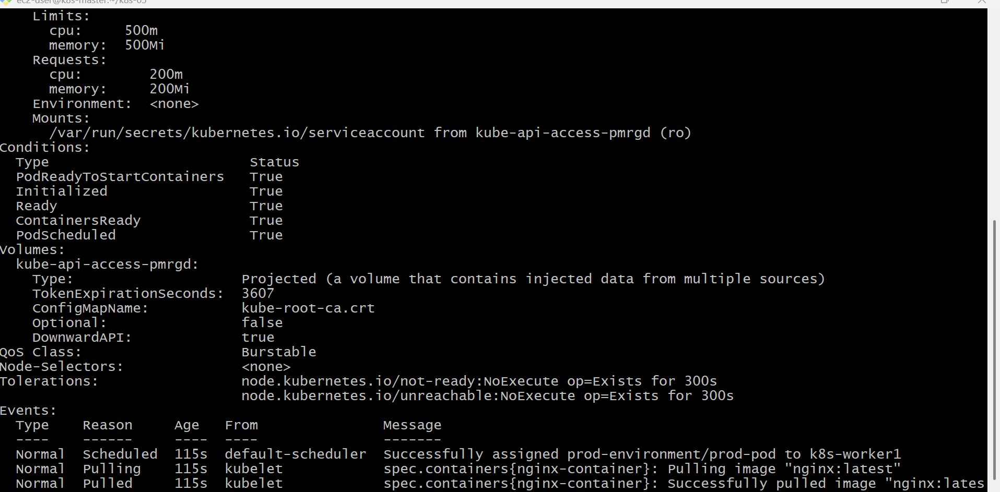 ec2-user@k8s-master:~/k8s-05
Limits:
cpu: 500m
memory: 500Mi
Requests:
cpu: 200m
memory: 200Mi
Environment: <none>
Mounts:
/var/run/secrets/kubernetes.io/serviceaccount from kube-api-access-pmrgd (ro)
Conditions:
Type Status
PodReadyToStartContainers True
Initialized True
Ready True
ContainersReady True
PodScheduled True
Volumes:
kube-api-access-pmrgd:
Type: Projected (a volume that contains injected data from multiple sources)
TokenExpirationSeconds: 3607
ConfigMapName: kube-root-ca.crt
Optional: false
DownwardAPI: true
QoS Class: Burstable
Node-Selectors: <none>
Tolerations: node.kubernetes.io/not-ready:NoExecute op=Exists for 300s
node.kubernetes.io/unreachable:NoExecute op=Exists for 300s
Events:
Type Reason Age From Message
---- ------ ---- ---- -------
Normal Scheduled 115s default-scheduler Successfully assigned prod-environment/prod-pod to k8s-worker1
Normal Pulling 115s kubelet spec.containers{nginx-container}: Pulling image "nginx:latest"
Normal Pulled 115s kubelet spec.containers{nginx-container}: Successfully pulled image "nginx:lates